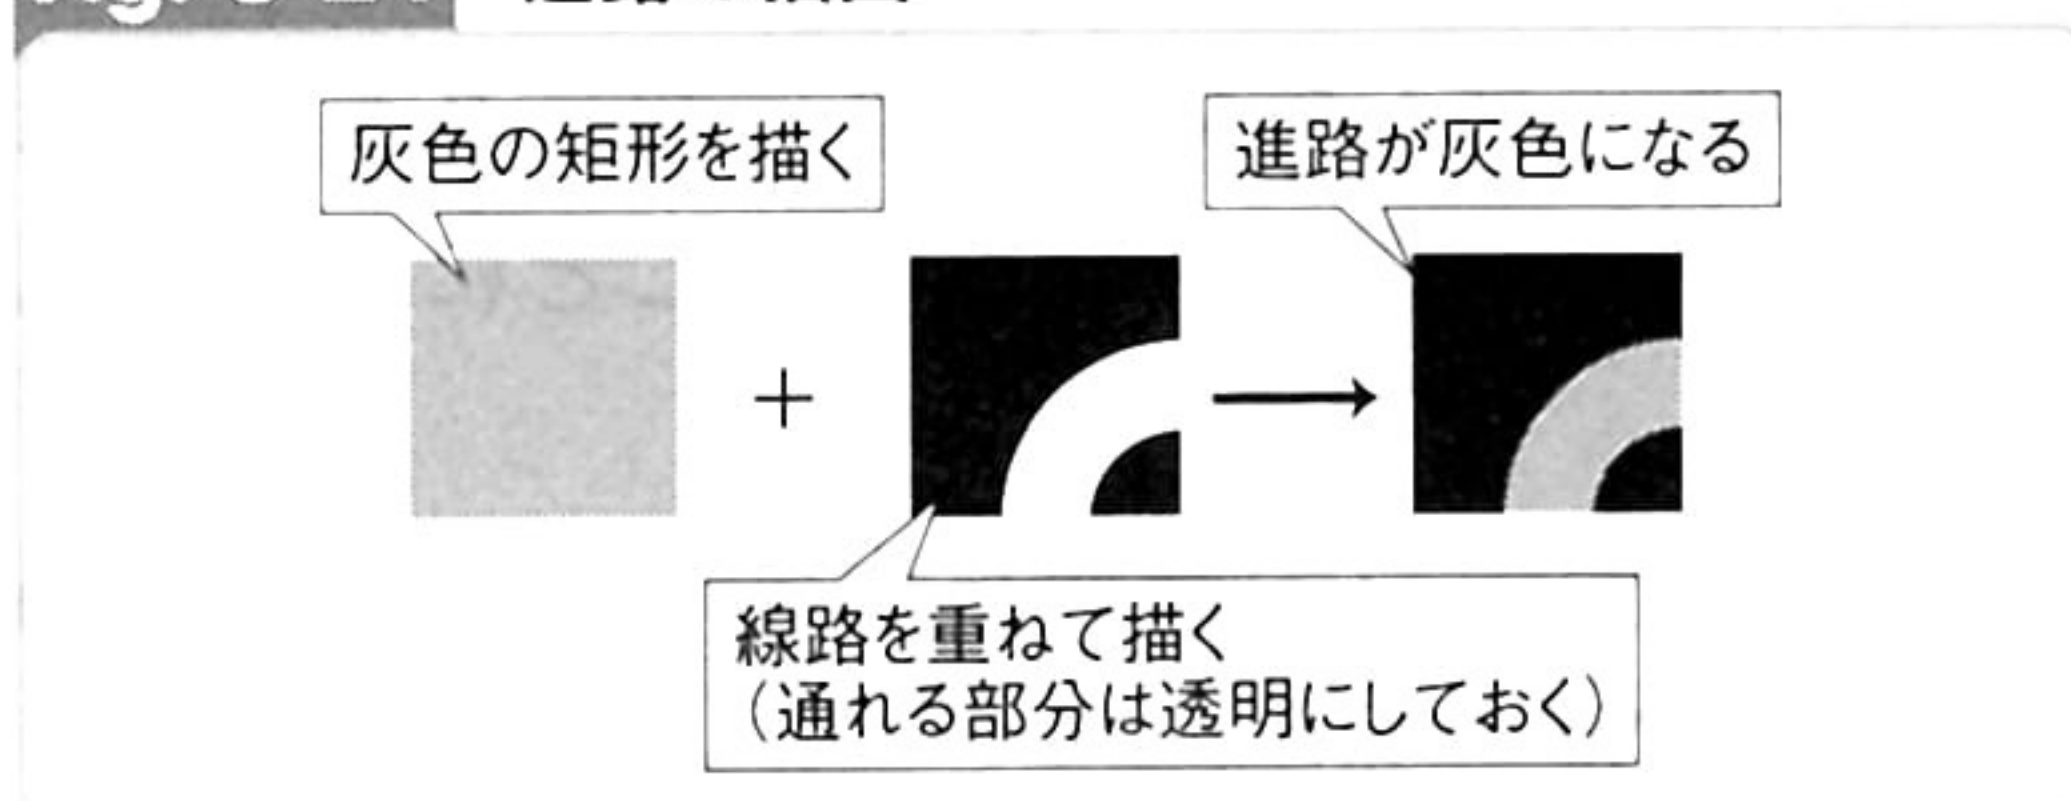 灰色の矩形を描く
進路が灰色になる
+
線路を重ねて描く
(通れる部分は透明にしておく)